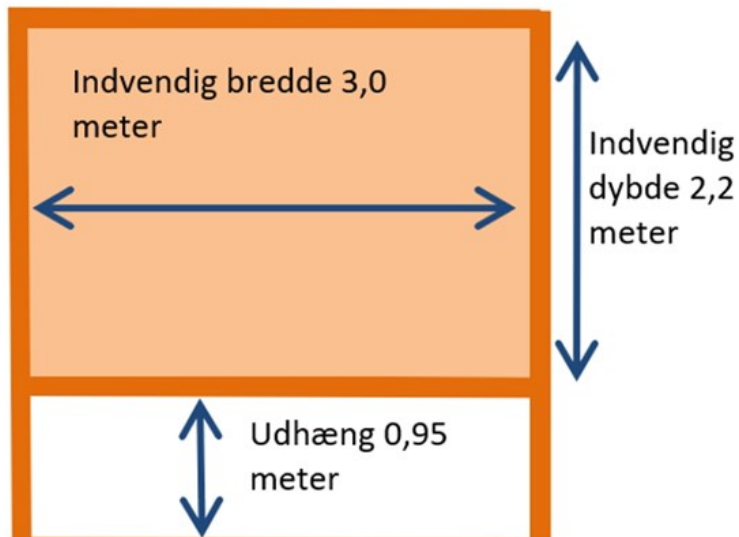 Indvendig bredde 3,0
meter
Indvendig
dybde 2,2
meter
Udhæng 0,95
meter